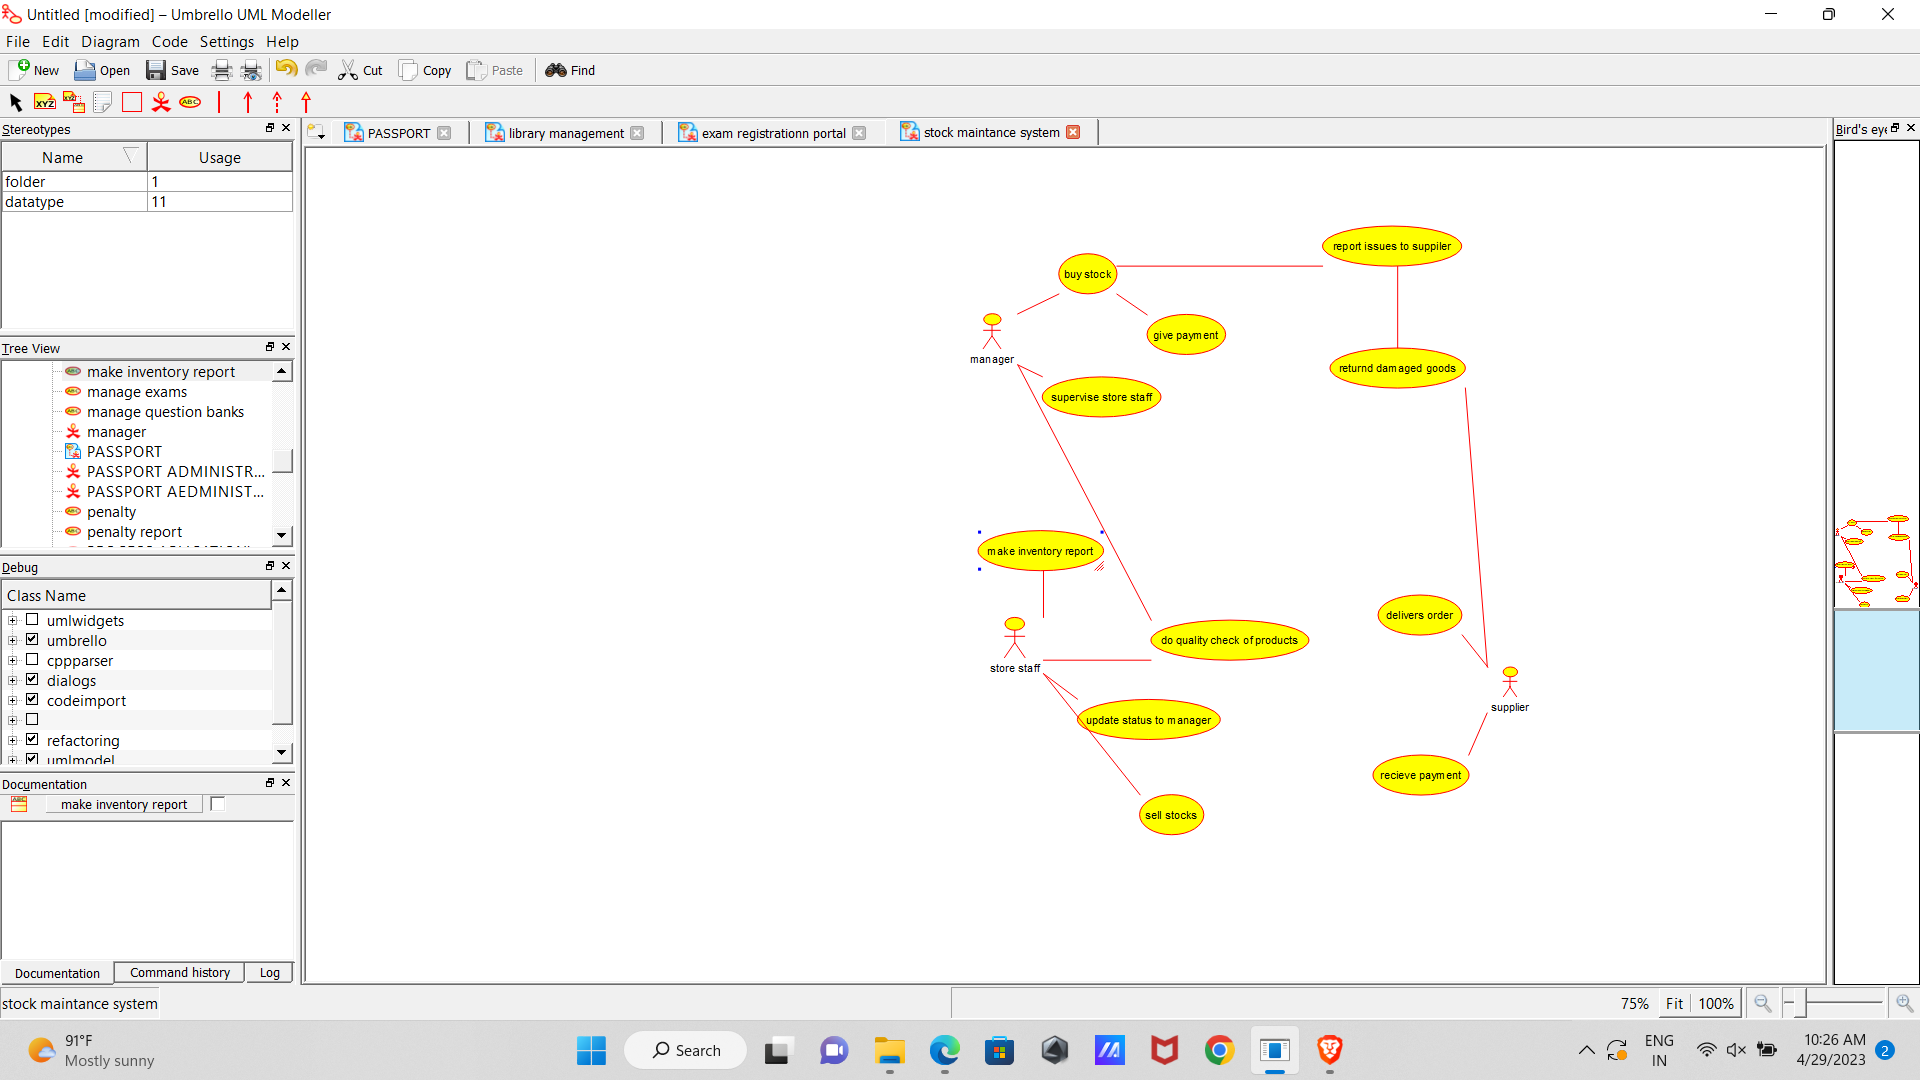 Untitled [modified] – Umbrello UML Modeller
File Edit Diagram Code Settings Help
New Open Save Cut Copy Paste Find
XYZ XYZ ABC
Stereotypes
Name Usage
folder 1
datatype 11
Tree View
make inventory report
manage exams
manage question banks
manager
PASSPORT
PASSPORT ADMINISTR...
PASSPORT AEDMINIST...
penalty
penalty report
Debug
Class Name
umlwidgets
umbrello
cppparser
dialogs
codeimport
refactoring
umlmodel
Documentation
make inventory report
Documentation Command history Log
stock maintance system
PASSPORT library management exam registrationn portal stock maintance system
Bird's eye
report issues to suppiler
buy stock
give payment
manager
returnd damaged goods
supervise store staff
make inventory report
delivers order
do quality check of products
store staff
supplier
update status to manager
recieve payment
sell stocks
75% Fit 100%
91°F
Mostly sunny
Search
ENG
IN
10:26 AM
4/29/2023
2